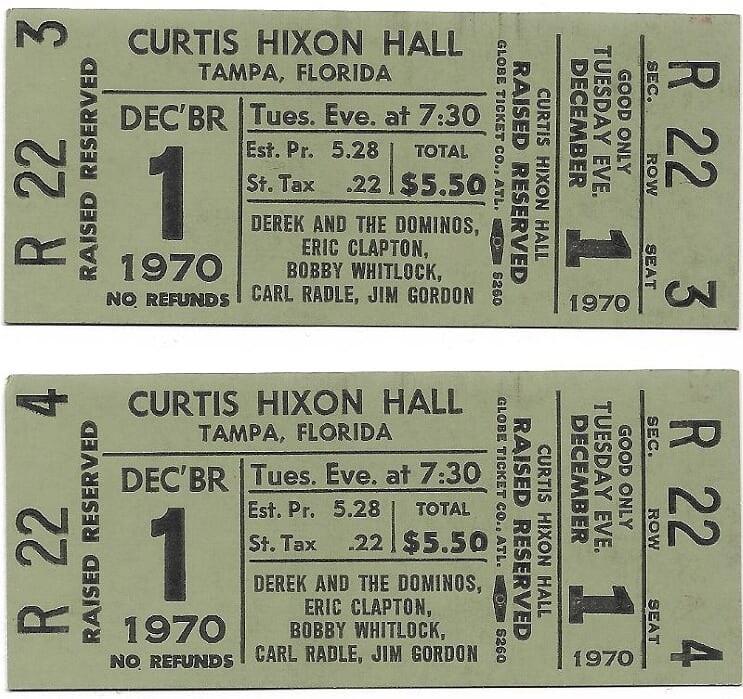 3
R 22
RAISED RESERVED
CURTIS HIXON HALL
TAMPA, FLORIDA
DEC'BR
1
1970
NO REFUNDS
Tues. Eve. at 7:30
Est. Pr. 5.28
St. Tax .22
TOTAL
$5.50
DEREK AND THE DOMINOS,
ERIC CLAPTON,
BOBBY WHITLOCK,
CARL RADLE, JIM GORDON
CURTIS HIXON HALL
RAISED RESERVED
GLOBE TICKET CO., ATL. S260
GOOD ONLY
TUESDAY EVE.
DECEMBER
1
1970
R 22 3
SEC. ROW SEAT
4
R 22
RAISED RESERVED
CURTIS HIXON HALL
TAMPA, FLORIDA
DEC'BR
1
1970
NO REFUNDS
Tues. Eve. at 7:30
Est. Pr. 5.28
St. Tax .22
TOTAL
$5.50
DEREK AND THE DOMINOS,
ERIC CLAPTON,
BOBBY WHITLOCK,
CARL RADLE, JIM GORDON
CURTIS HIXON HALL
RAISED RESERVED
GLOBE TICKET CO., ATL. S260
GOOD ONLY
TUESDAY EVE.
DECEMBER
1
1970
R 22 4
SEC. ROW SEAT